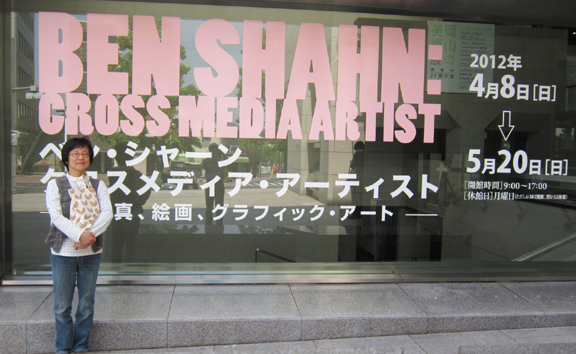 BEN SHAHN:
CROSS MEDIA ARTIST
ベン・シャーン
クロスメディア・アーティスト
真、絵画、グラフィック・アート
2012年
4月8日[日]
5月20日[日]
[開館時間]9:00~17:00
[休館日]月曜日